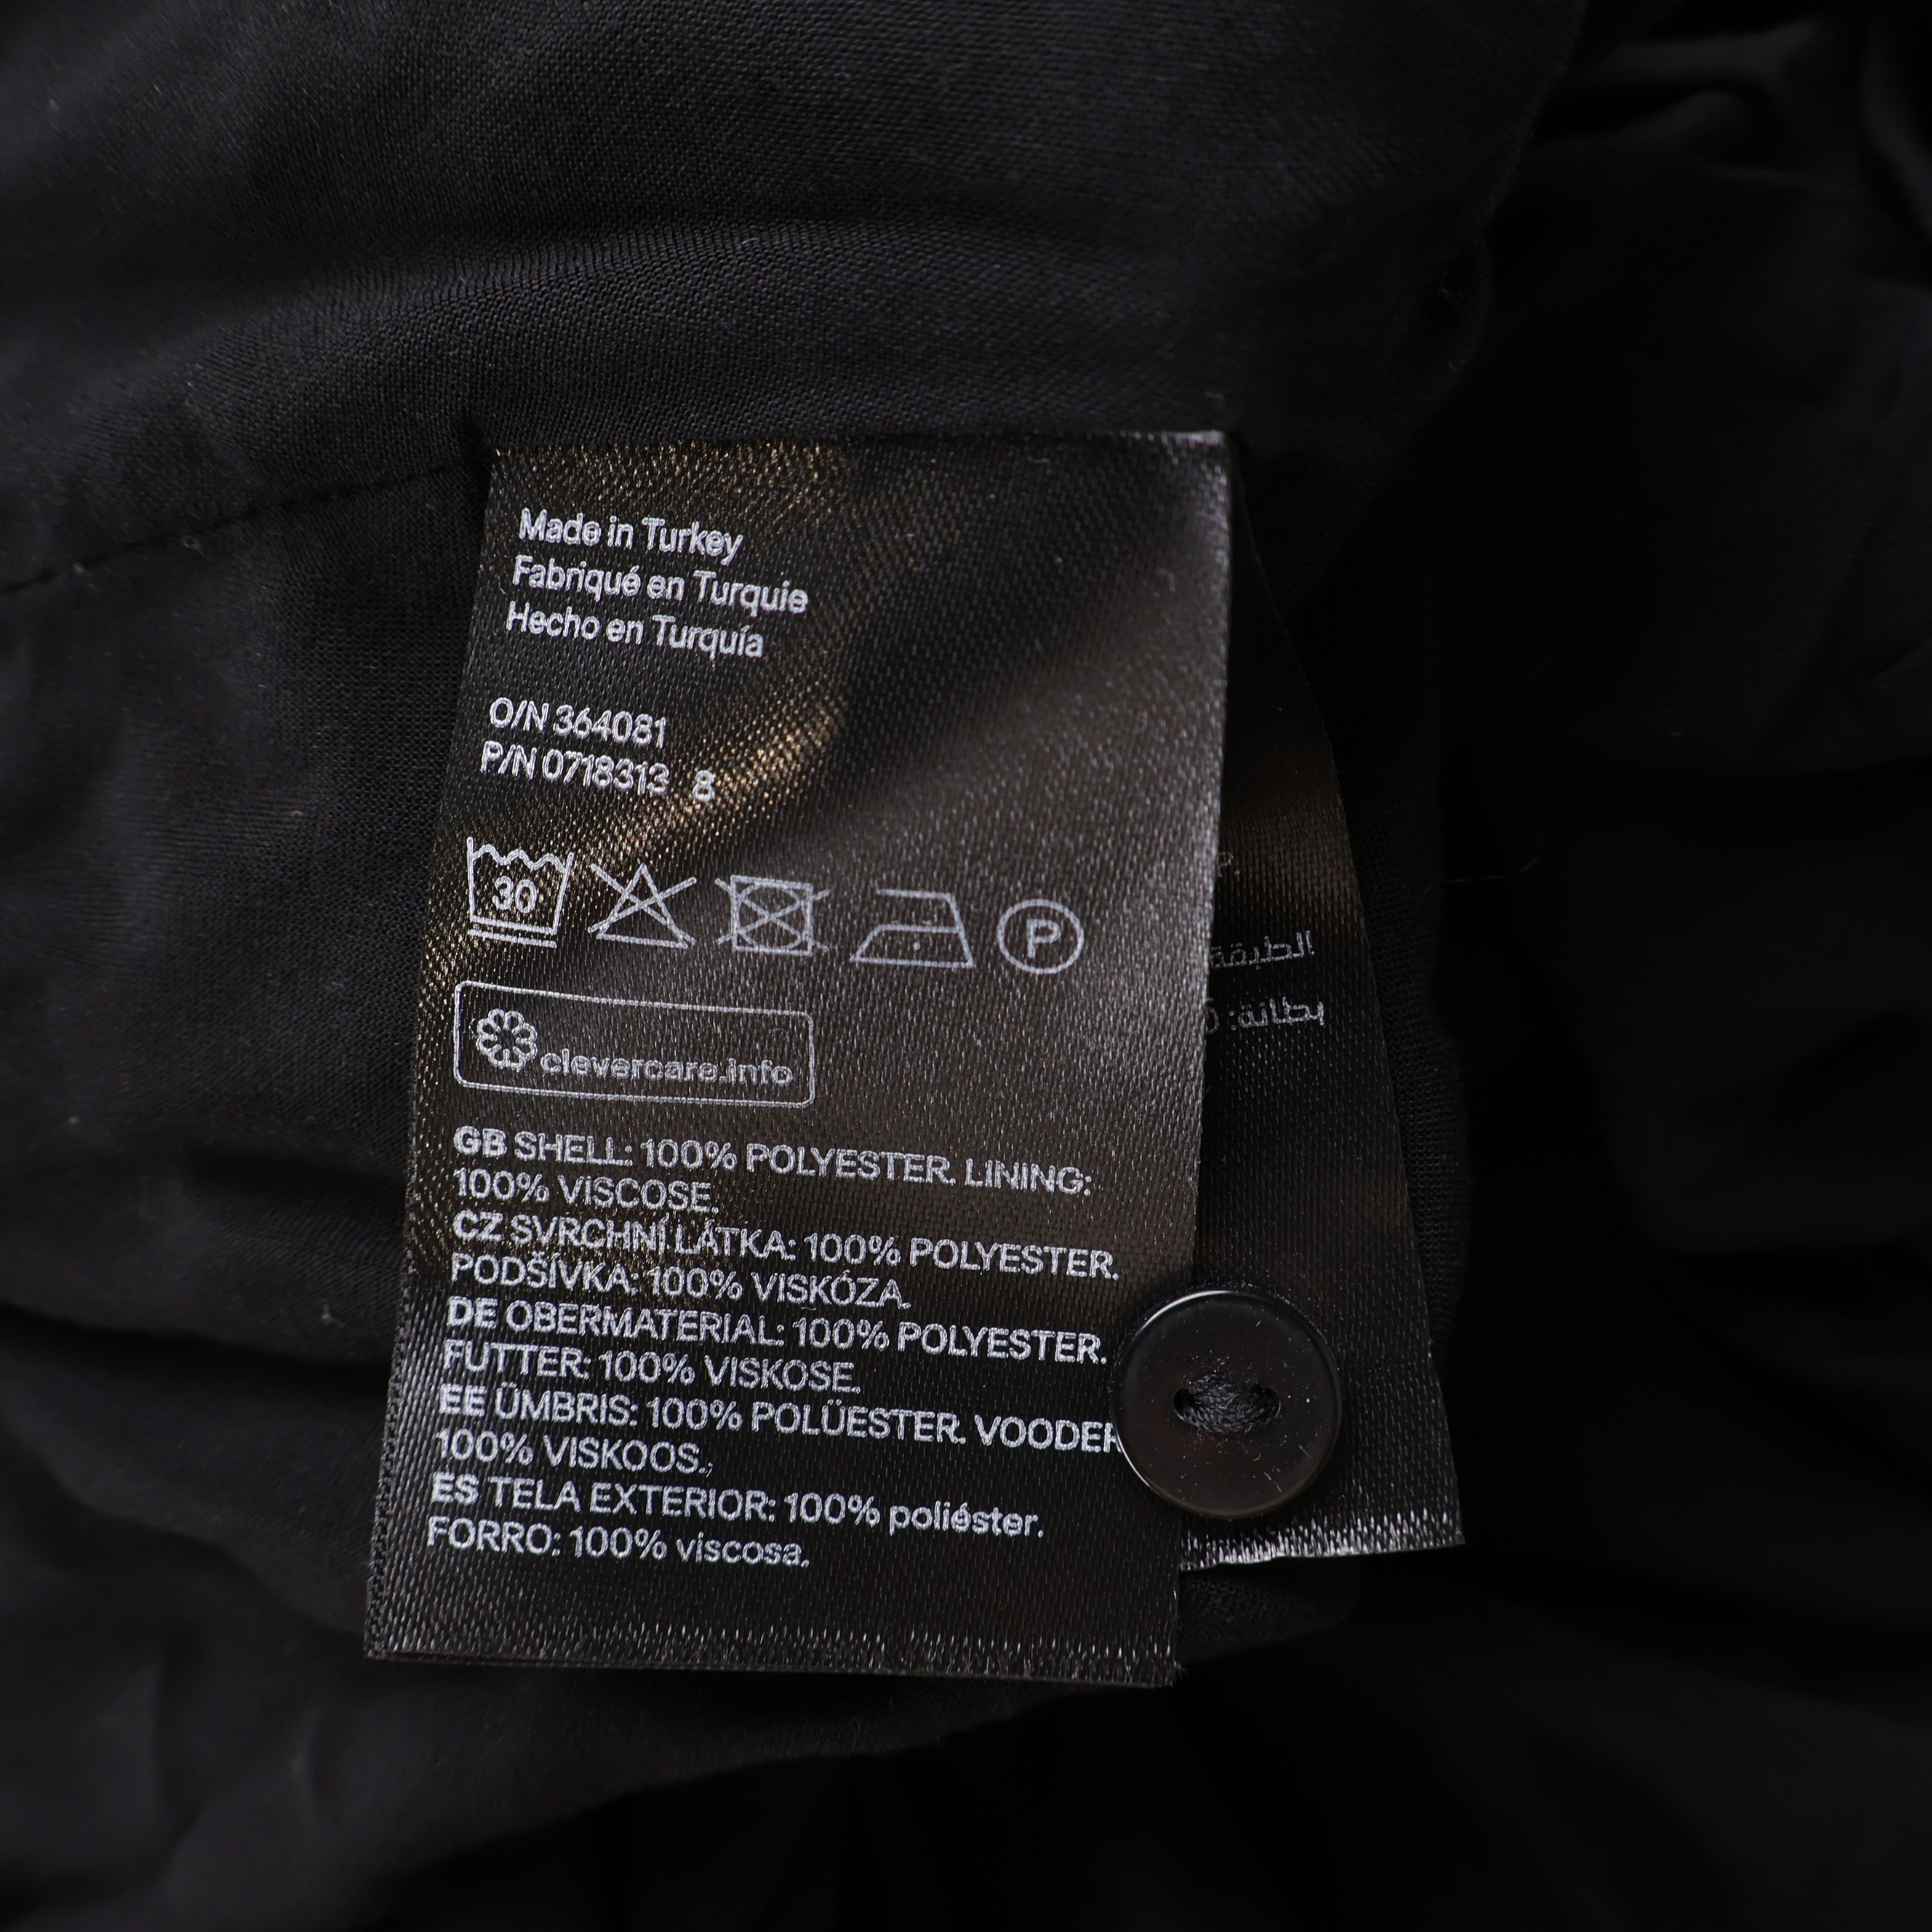 Made in Turkey
Fabriqué en Turquie
Hecho en Turquía
O/N 364081
P/N 0718313 8
30
P
clevercare.info
GB SHELL: 100% POLYESTER. LINING:
100% VISCOSE.
CZ SVRCHNÍ LÁTKA: 100% POLYESTER.
PODŠÍVKA: 100% VISKÓZA.
DE OBERMATERIAL: 100% POLYESTER.
FUTTER: 100% VISKOSE.
EE ÜMBRIS: 100% POLÜESTER. VOODER
100% VISKOOS.;
ES TELA EXTERIOR: 100% poliéster.
FORRO: 100% viscosa.
الطبقة
بطانة: